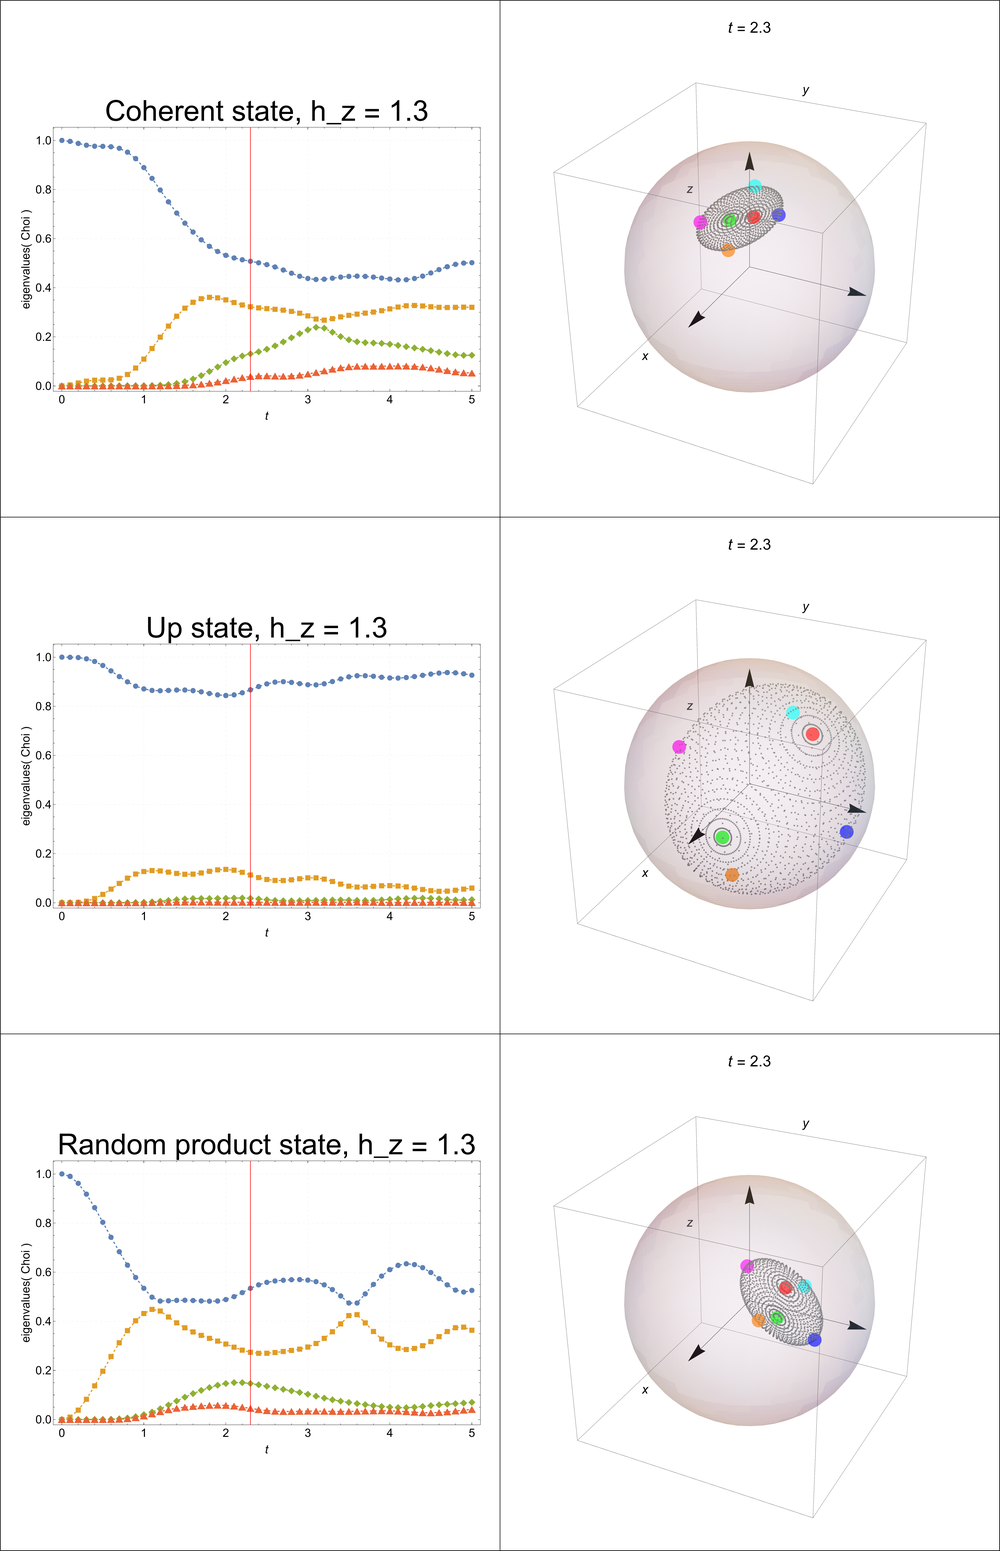 t = 2.3
Coherent state, h_z = 1.3
eigenvalues( Choi )
1.0
0.8
0.6
0.4
0.2
0.0
0 1 2 3 4 5
t
y
z
x
t = 2.3
Up state, h_z = 1.3
eigenvalues( Choi )
1.0
0.8
0.6
0.4
0.2
0.0
0 1 2 3 4 5
t
y
z
x
t = 2.3
Random product state, h_z = 1.3
eigenvalues( Choi )
1.0
0.8
0.6
0.4
0.2
0.0
0 1 2 3 4 5
t
y
z
x